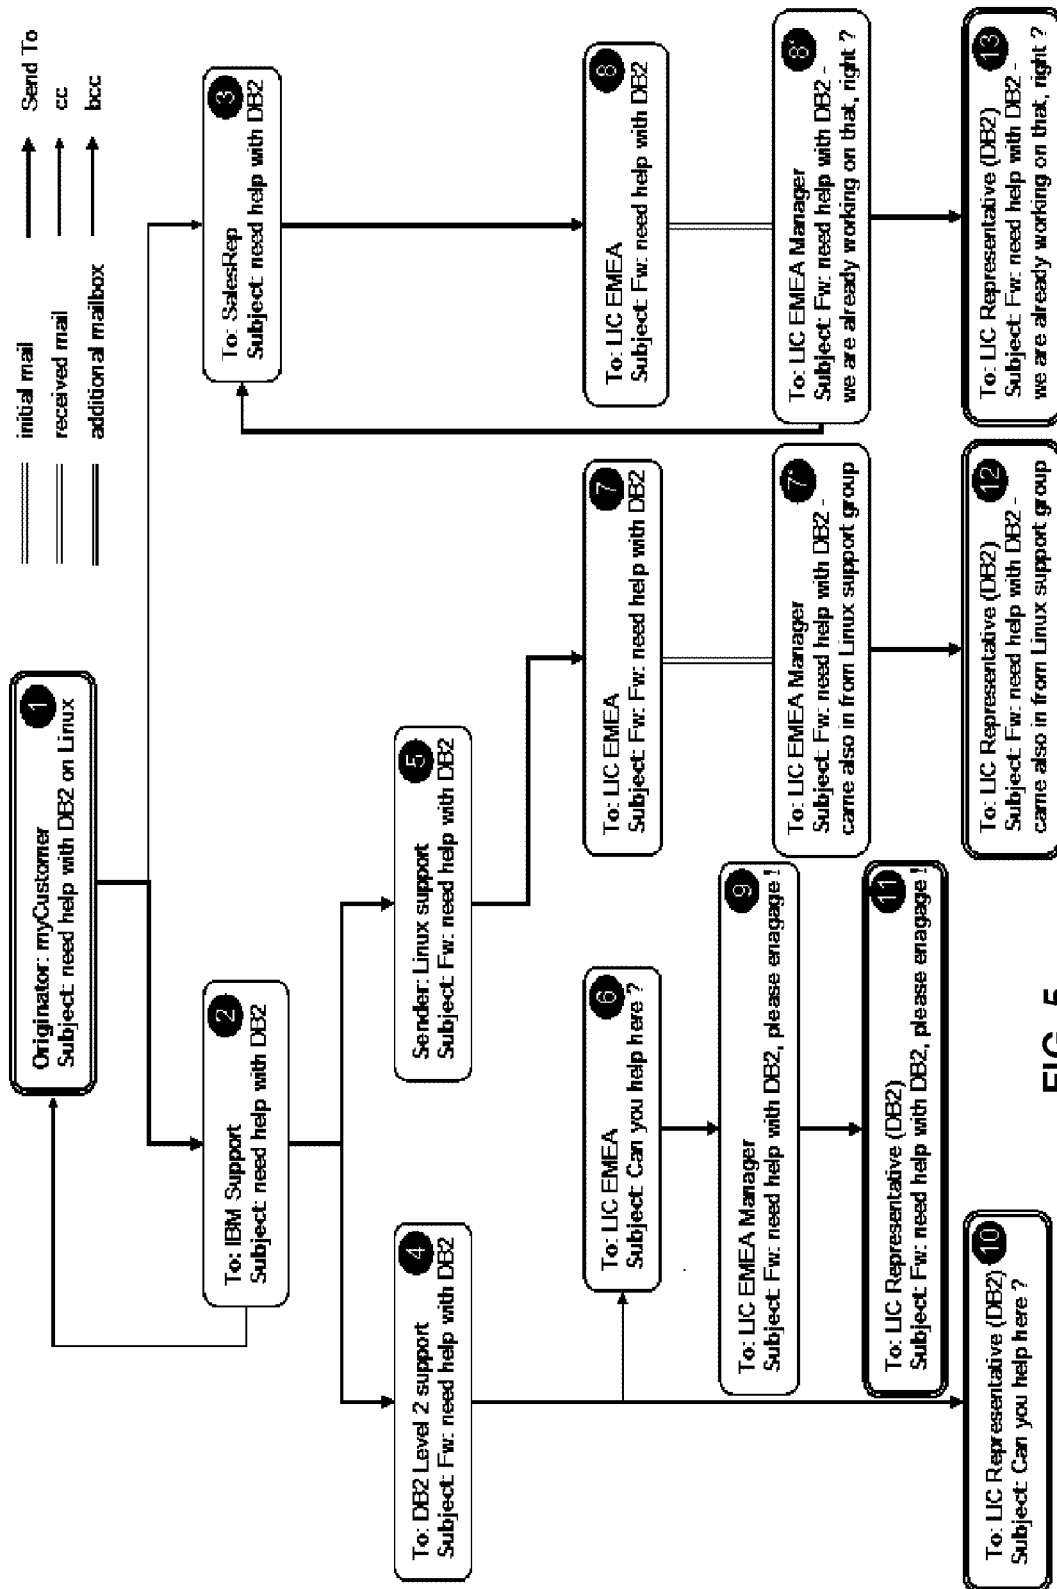 initial mail
received mail
additional mailbox
Send To
cc
bcc
1
Originator: myCustomer
Subject: need help with DB2 on Linux
2
To: IBM Support
Subject: need help with DB2
3
To: SalesRep
Subject: need help with DB2
4
To: DB2 Level 2 support
Subject: Fw: need help with DB2
5
Sender: Linux support
Subject: Fw: need help with DB2
6
To: LIC EMEA
Subject: Can you help here ?
7
To: LIC EMEA
Subject: Fw: Fw: need help with DB2
8
To: LIC EMEA
Subject: Fw: need help with DB2
9
To: LIC EMEA Manager
Subject: Fw: need help with DB2, please enagage !
7'
To: LIC EMEA Manager
Subject: Fw: need help with DB2 -
came also in from Linux support group
8'
To: LIC EMEA Manager
Subject: Fw: need help with DB2 -
we are already working on that, right ?
10
To: LIC Representative (DB2)
Subject: Can you help here ?
11
To: LIC Representative (DB2)
Subject: Fw: need help with DB2, please enagage !
12
To: LIC Representative (DB2)
Subject: Fw: need help with DB2 -
came also in from Linux support group
13
To: LIC Representative (DB2)
Subject: Fw: need help with DB2 -
we are already working on that, right ?
FIG. 5